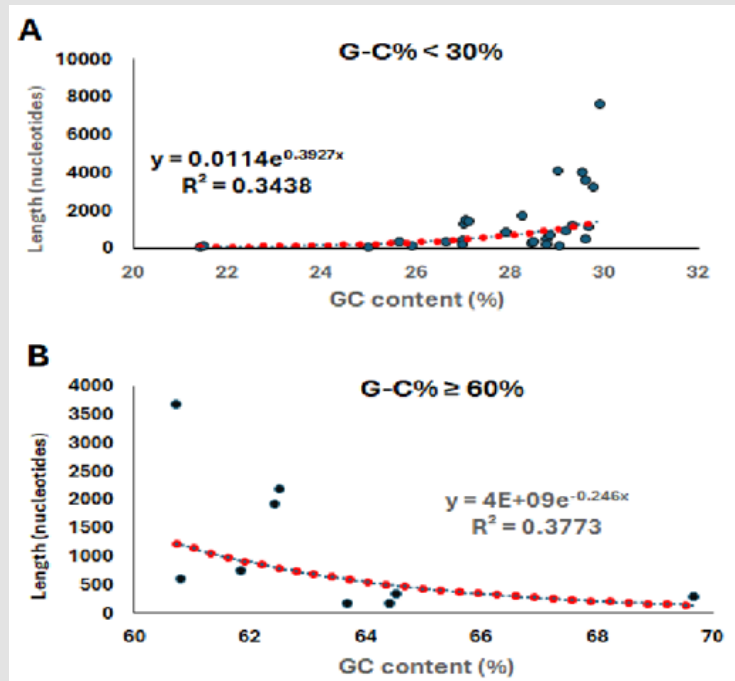 A
G-C% < 30%
10000
8000
6000
4000
2000
0
Length (nucleotides)
y = 0.0114e^0.3927x
R² = 0.3438
20 22 24 26 28 30 32
GC content (%)
B
G-C% ≥ 60%
4000
3500
3000
2500
2000
1500
1000
500
0
Length (nucleotides)
y = 4E+09e^-0.246x
R² = 0.3773
60 62 64 66 68 70
GC content (%)